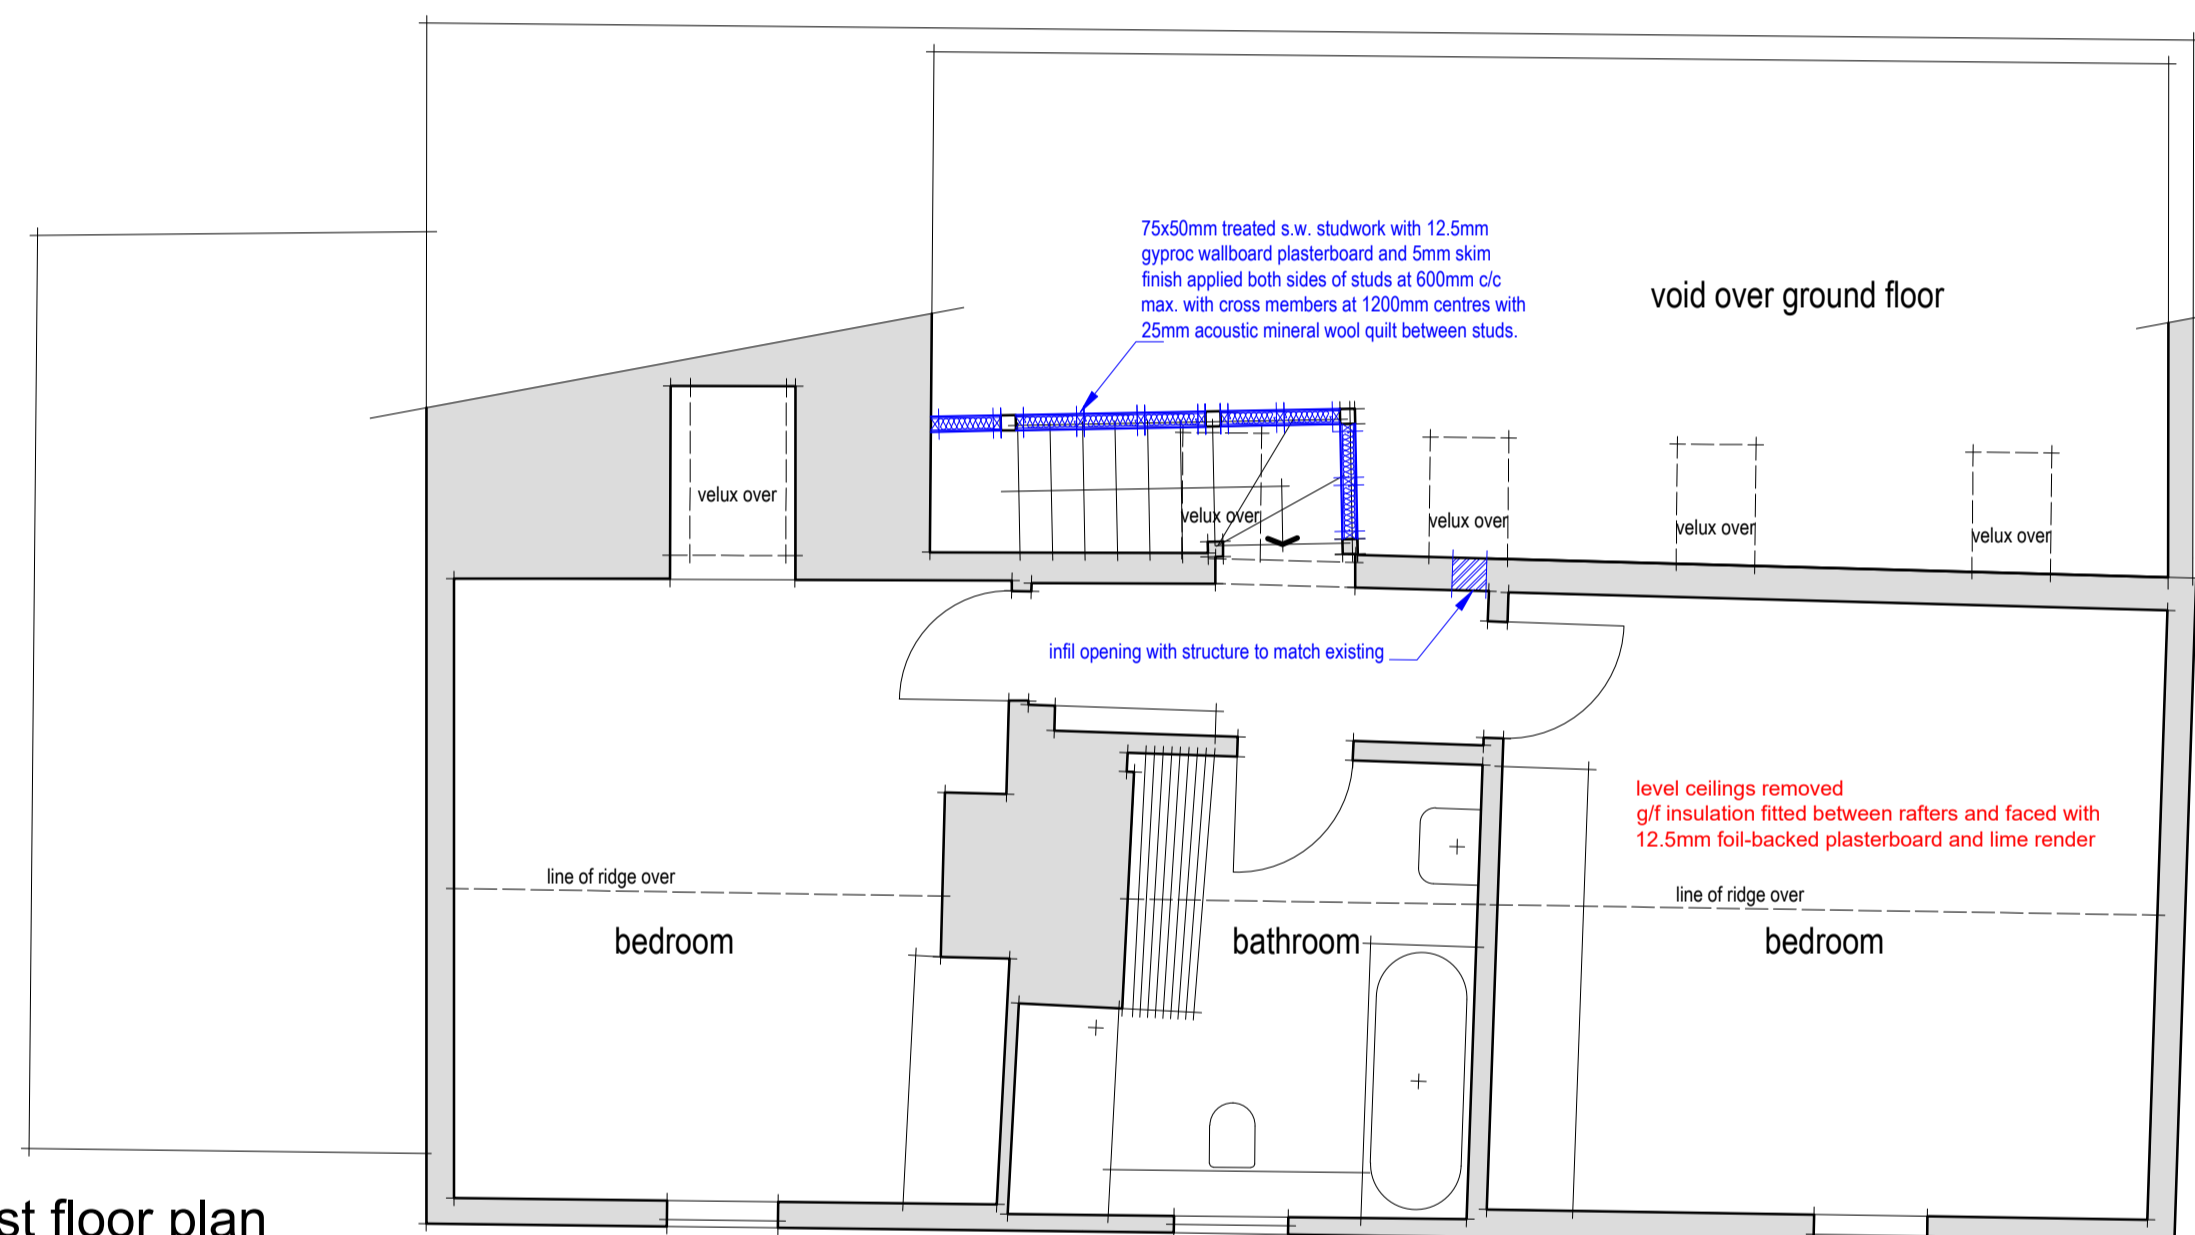 75x50mm treated s.w. studwork with 12.5mm
gyproc wallboard plasterboard and 5mm skim
finish applied both sides of studs at 600mm c/c
max. with cross members at 1200mm centres with
25mm acoustic mineral wool quilt between studs.
void over ground floor
velux over
velux over
velux over
velux over
velux over
infil opening with structure to match existing
level ceilings removed
g/f insulation fitted between rafters and faced with
12.5mm foil-backed plasterboard and lime render
line of ridge over
line of ridge over
bedroom
bathroom
bedroom
st floor plan